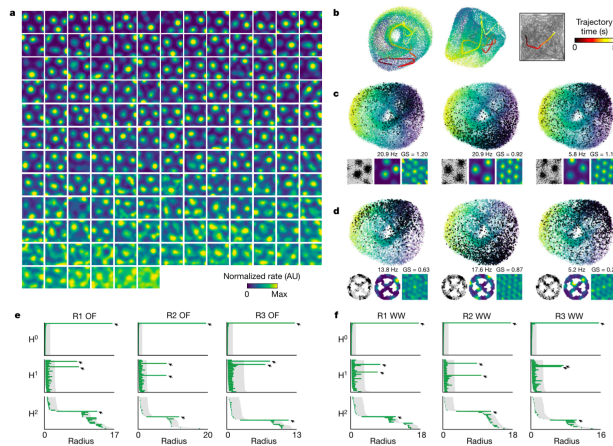 a
Normalized rate (AU)
0 Max
b
Trajectory
time (s)
0
c
20.9 Hz GS = 1.20
20.9 Hz GS = 0.92
5.8 Hz GS = 1.1
d
13.8 Hz GS = 0.63
17.6 Hz GS = 0.87
5.2 Hz GS = 0.2
e
R1 OF R2 OF R3 OF
H0
H1
H2
0 17 0 20 0 13
Radius Radius Radius
f
R1 WW R2 WW R3 WW
H0
H1
H2
0 18 0 18 0 16
Radius Radius Radius